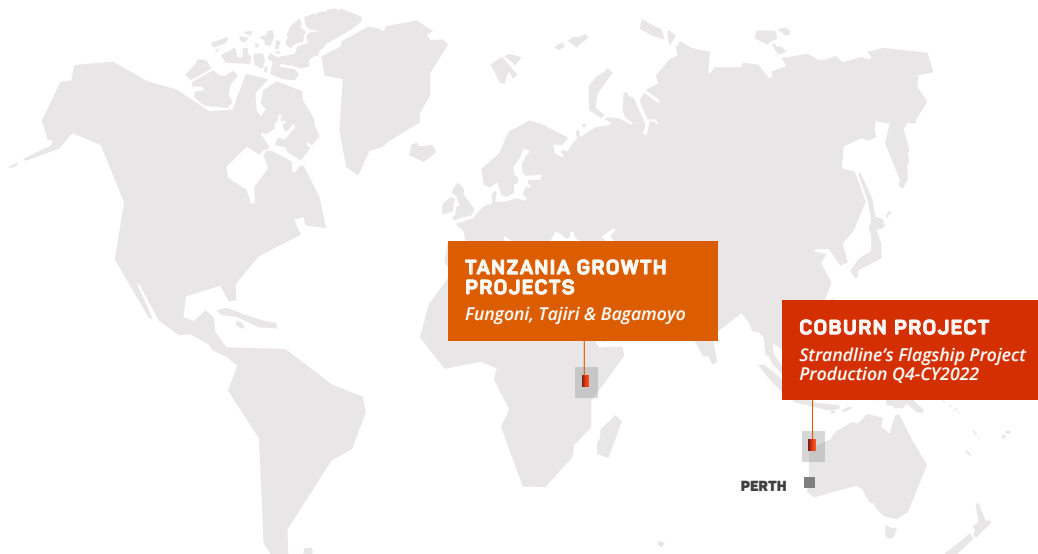 TANZANIA GROWTH
PROJECTS
Fungoni, Tajiri & Bagamoyo
COBURN PROJECT
Strandline's Flagship Project
Production Q4-CY2022
PERTH